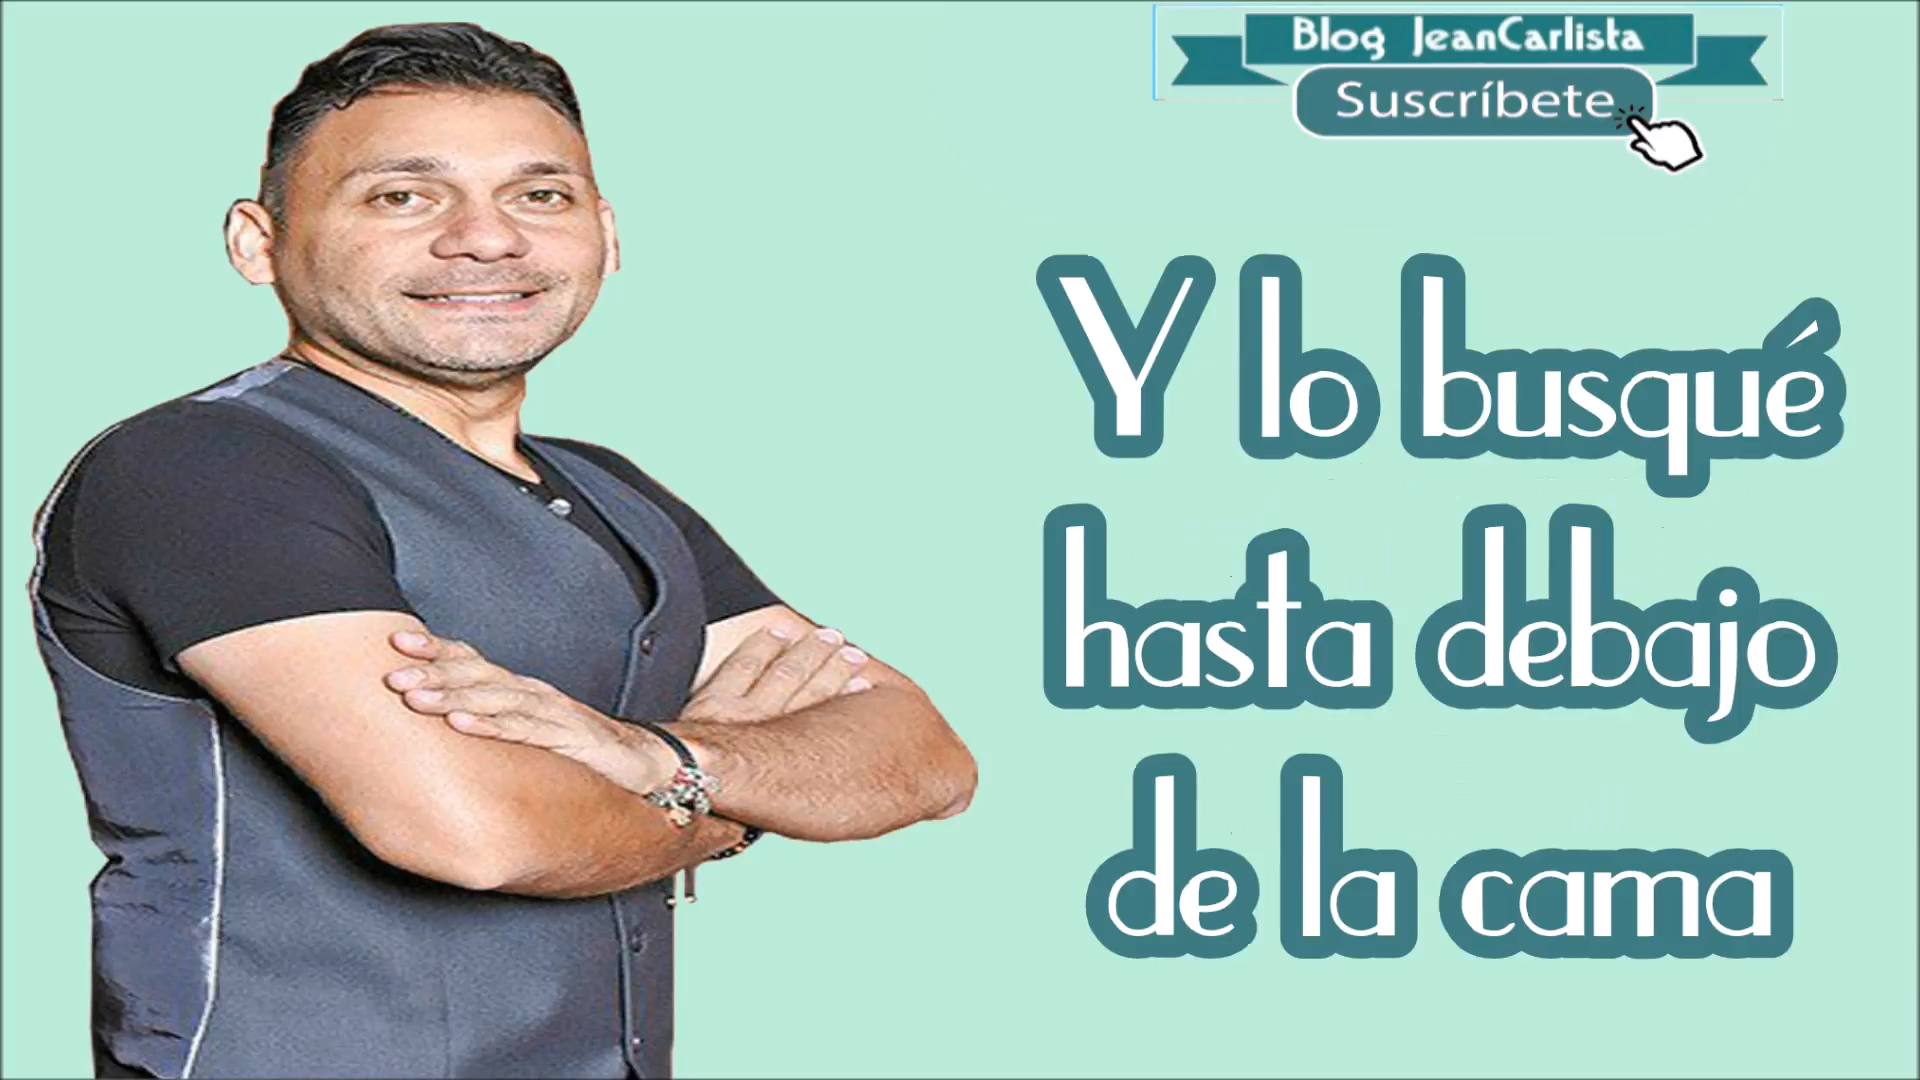 Blog JeanCarlista
Suscríbete
Y lo busqué
hasta debajo
de la cama